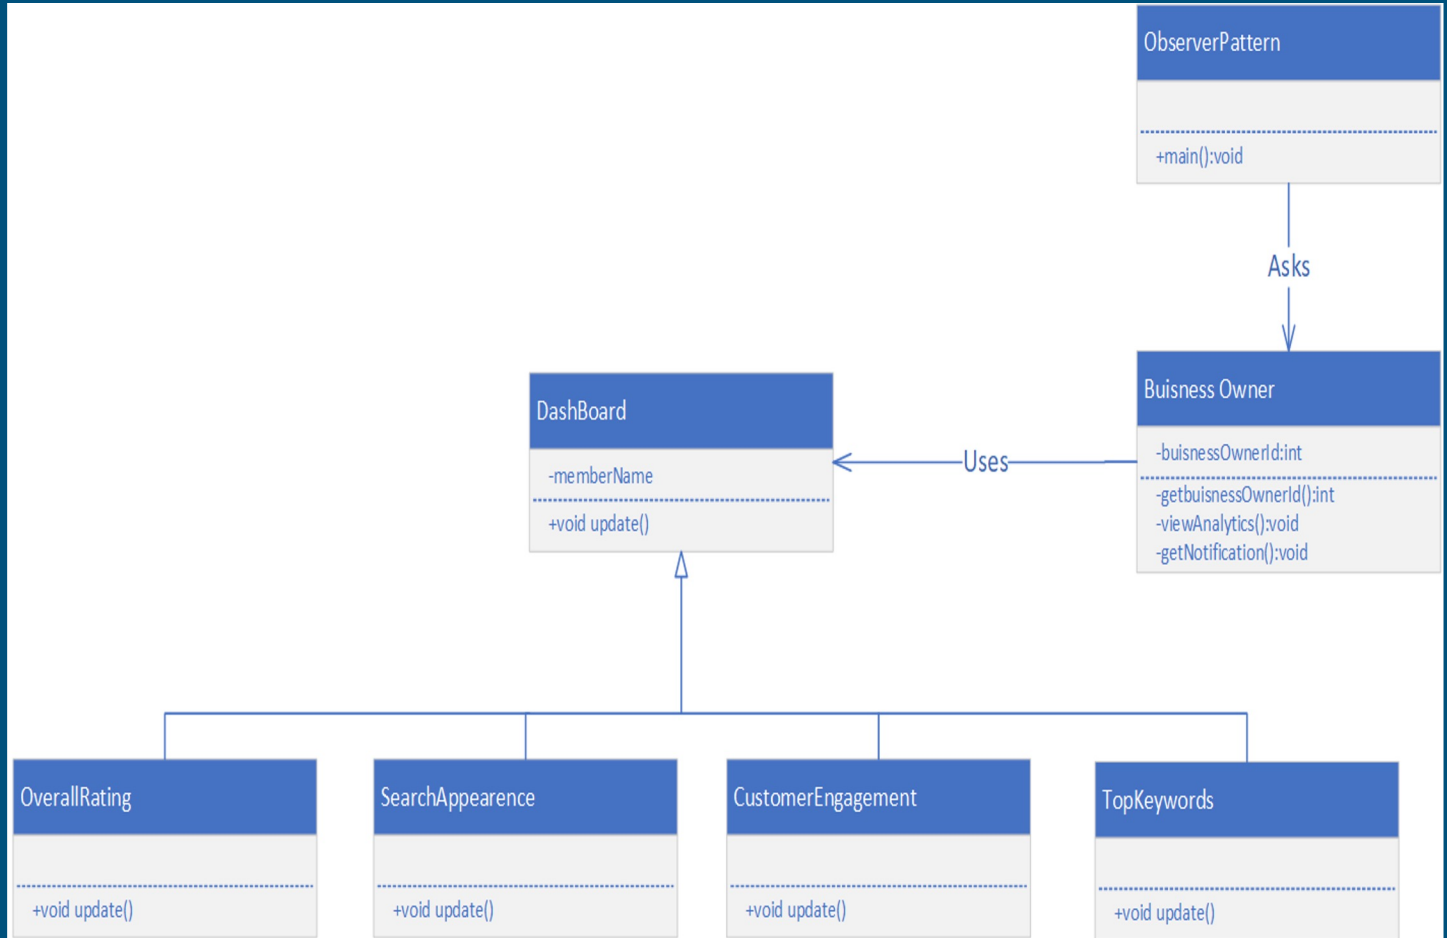 ObserverPattern
+main():void
Asks
Buisness Owner
-buisnessOwnerId:int
-getbuisnessOwnerId():int
-viewAnalytics():void
-getNotification():void
Uses
DashBoard
-memberName
+void update()
OverallRating
+void update()
SearchAppearence
+void update()
CustomerEngagement
+void update()
TopKeywords
+void update()